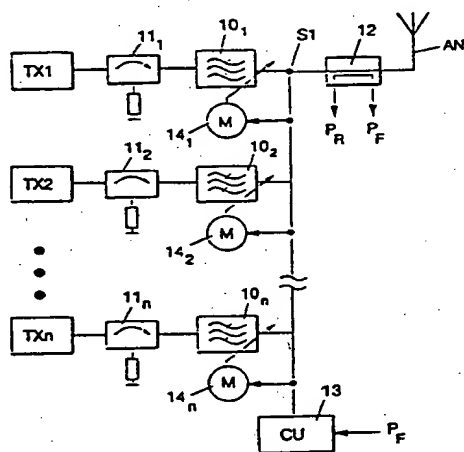 11₁ 10₁ S1 12
TX1 AN
M P_R P_F
14₁
11₂ 10₂
TX2
M
14₂
11ₙ 10ₙ
TXn
M
14ₙ 13
CU P_F